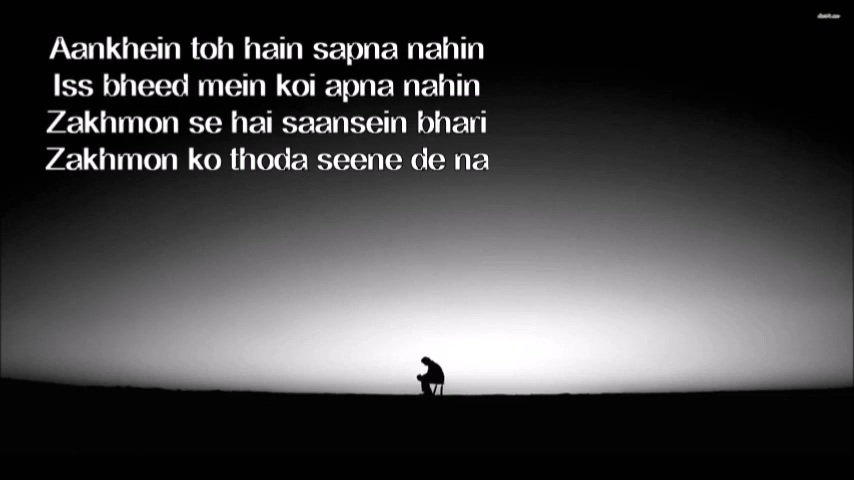 Aankhein toh hain sapna nahin
Iss bheed mein koi apna nahin
Zakhmon se hai saansein bhari
Zakhmon ko thoda seene de na